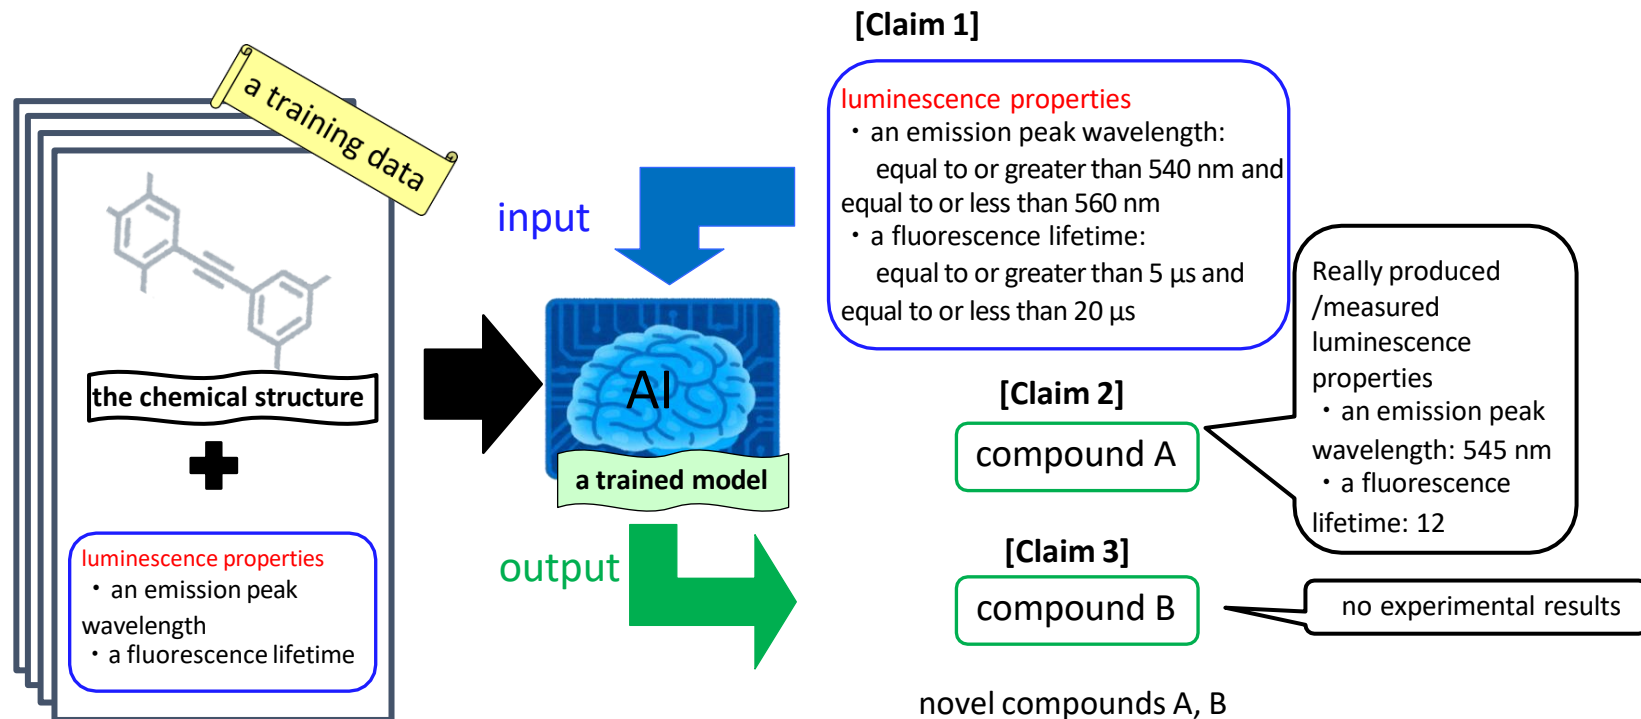 a training data
the chemical structure
luminescence properties
・an emission peak
wavelength
・a fluorescence lifetime
input
AI
a trained model
output
[Claim 1]
luminescence properties
・an emission peak wavelength:
equal to or greater than 540 nm and
equal to or less than 560 nm
・a fluorescence lifetime:
equal to or greater than 5 μs and
equal to or less than 20 μs
[Claim 2]
compound A
Really produced
/measured
luminescence
properties
・an emission peak
wavelength: 545 nm
・a fluorescence
lifetime: 12
[Claim 3]
compound B
no experimental results
novel compounds A, B